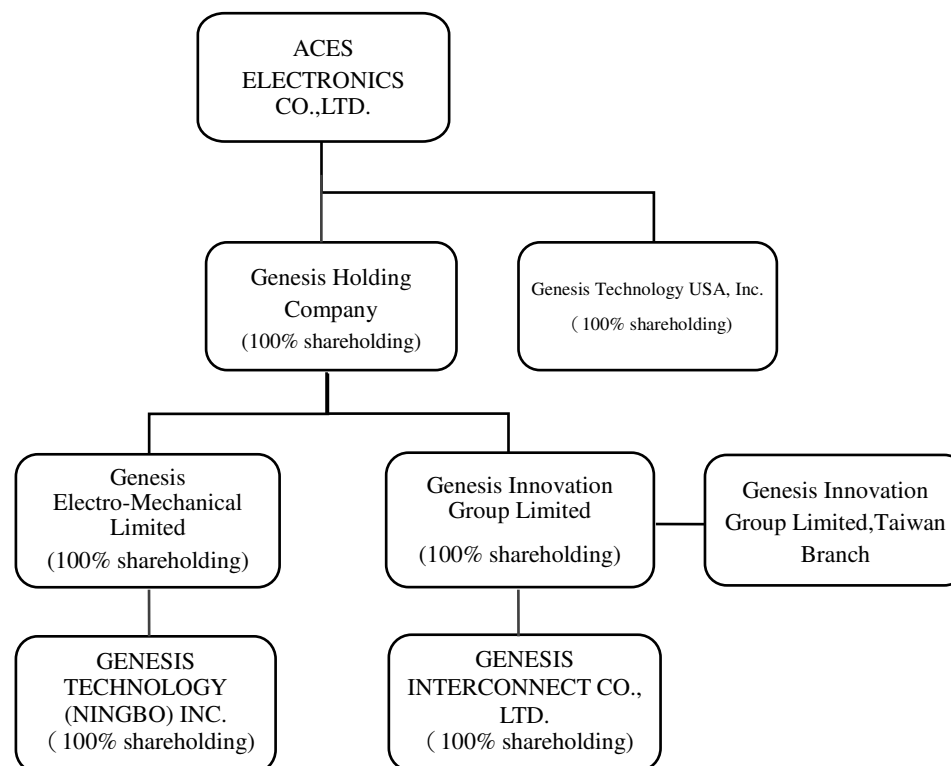 ACES
ELECTRONICS
CO.,LTD.
Genesis Holding
Company
(100% shareholding)
Genesis Technology USA, Inc.
（100% shareholding)
Genesis
Electro-Mechanical
Limited
(100% shareholding)
Genesis Innovation
Group Limited
(100% shareholding)
Genesis Innovation
Group Limited,Taiwan
Branch
GENESIS
TECHNOLOGY
(NINGBO) INC.
（100% shareholding)
GENESIS
INTERCONNECT CO.,
LTD.
（100% shareholding)